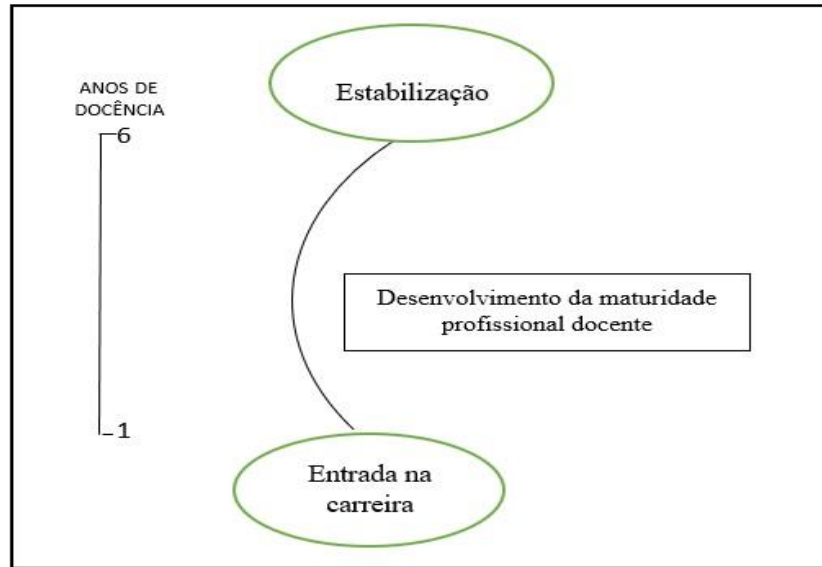 Estabilização
ANOS DE
DOCÊNCIA
6
Desenvolvimento da maturidade
profissional docente
1
Entrada na
carreira